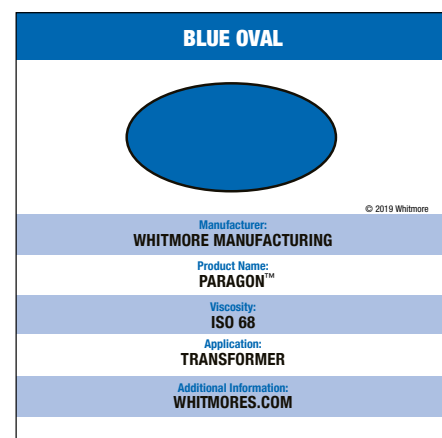 BLUE OVAL
© 2019 Whitmore
Manufacturer:
WHITMORE MANUFACTURING
Product Name:
PARAGON™
Viscosity:
ISO 68
Application:
TRANSFORMER
Additional Information:
WHITMORES.COM